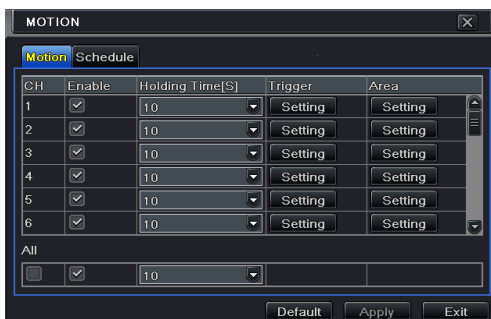 MOTION
Motion Schedule
CH Enable Holding Time[S] Trigger Area
1 10 Setting Setting
2 10 Setting Setting
3 10 Setting Setting
4 10 Setting Setting
5 10 Setting Setting
6 10 Setting Setting
All
10
Default Apply Exit